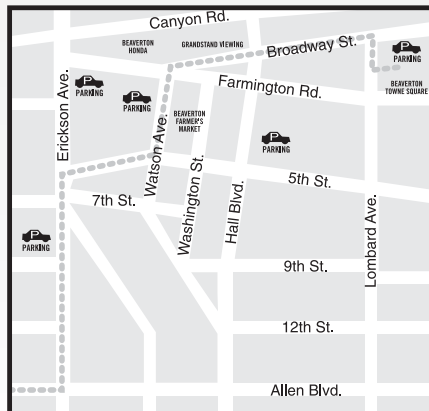 Canyon Rd.
BEAVERTON
HONDA
GRANDSTAND VIEWING
Broadway St.
P
PARKING
BEAVERTON
TOWNE SQUARE
P
PARKING
P
PARKING
Farmington Rd.
Erickson Ave.
Watson Ave.
BEAVERTON
FARMER'S
MARKET
P
PARKING
Washington St.
Hall Blvd.
5th St.
7th St.
Lombard Ave.
P
PARKING
9th St.
12th St.
Allen Blvd.